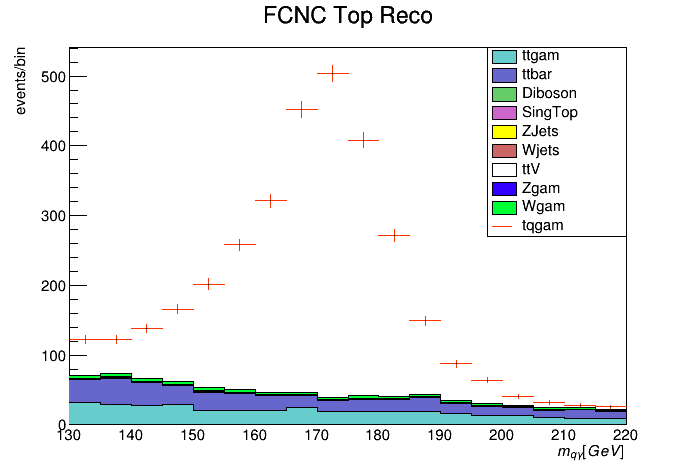 FCNC Top Reco
events/bin
500
400
300
200
100
0
ttgam
ttbar
Diboson
SingTop
ZJets
Wjets
ttV
Zgam
Wgam
tqgam
130 140 150 160 170 180 190 200 210 220
m_{qγ}[GeV]